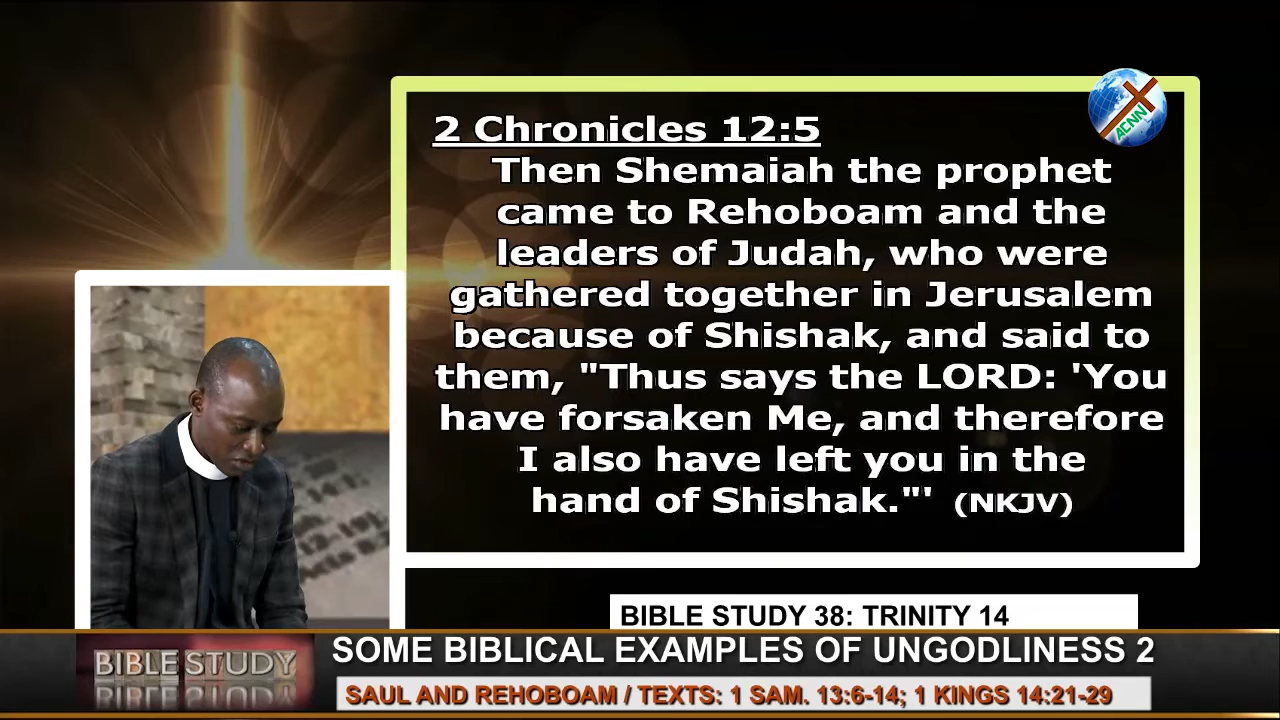 2 Chronicles 12:5
Then Shemaiah the prophet
came to Rehoboam and the
leaders of Judah, who were
gathered together in Jerusalem
because of Shishak, and said to
them, "Thus says the LORD: 'You
have forsaken Me, and therefore
I also have left you in the
hand of Shishak."' (NKJV)
ACNN
BIBLE STUDY 38: TRINITY 14
BIBLE STUDY
SOME BIBLICAL EXAMPLES OF UNGODLINESS 2
SAUL AND REHOBOAM / TEXTS: 1 SAM. 13:6-14; 1 KINGS 14:21-29